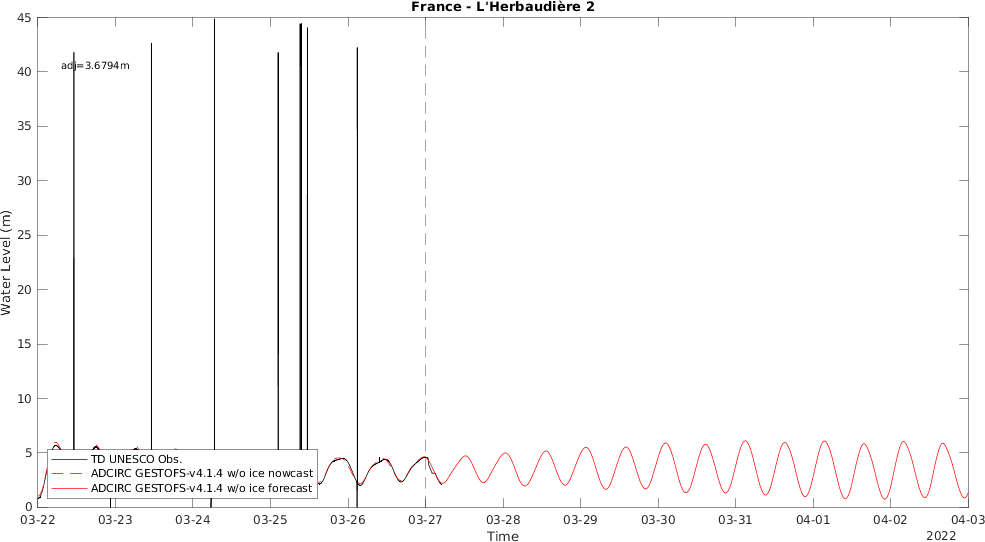 France - L'Herbaudière 2
45
40
35
30
25
20
15
10
5
0
Water Level (m)
adj=3.6794m
TD UNESCO Obs.
ADCIRC GESTOFS-v4.1.4 w/o ice nowcast
ADCIRC GESTOFS-v4.1.4 w/o ice forecast
03-22 03-23 03-24 03-25 03-26 03-27 03-28 03-29 03-30 03-31 04-01 04-02 04-03
Time
2022